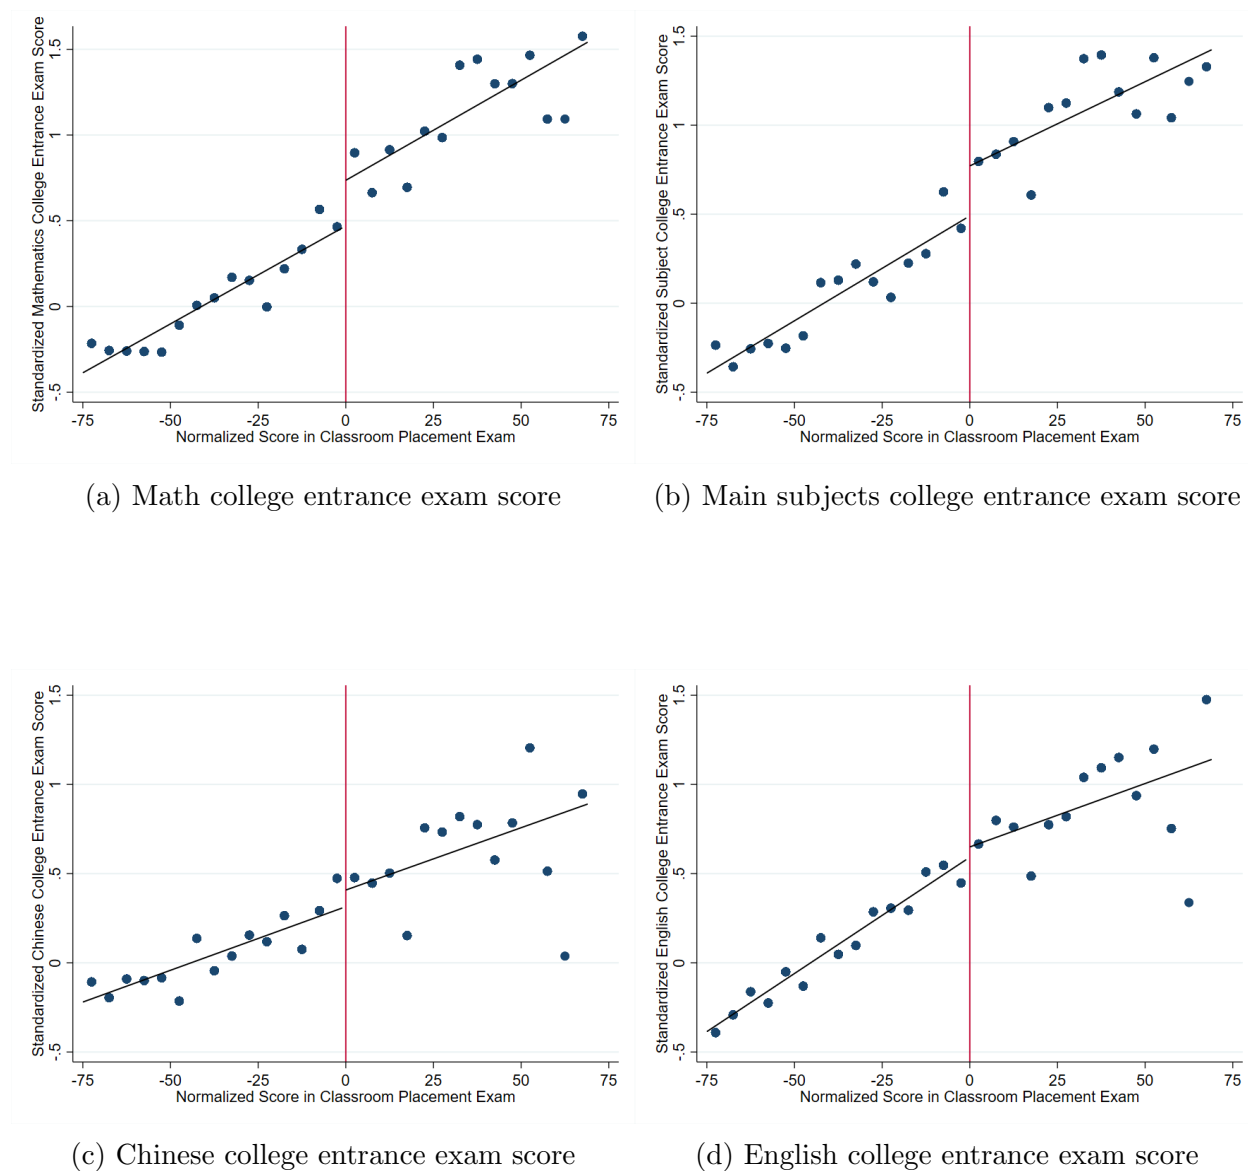 Standardized Mathematics College Entrance Exam Score
1.5
1
.5
0
-.5
-75 -50 -25 0 25 50 75
Normalized Score in Classroom Placement Exam
(a) Math college entrance exam score
Standardized Subject College Entrance Exam Score
1.5
1
.5
0
-.5
-75 -50 -25 0 25 50 75
Normalized Score in Classroom Placement Exam
(b) Main subjects college entrance exam score
Standardized Chinese College Entrance Exam Score
1.5
1
.5
0
-.5
-75 -50 -25 0 25 50 75
Normalized Score in Classroom Placement Exam
(c) Chinese college entrance exam score
Standardized English College Entrance Exam Score
1.5
1
.5
0
-.5
-75 -50 -25 0 25 50 75
Normalized Score in Classroom Placement Exam
(d) English college entrance exam score